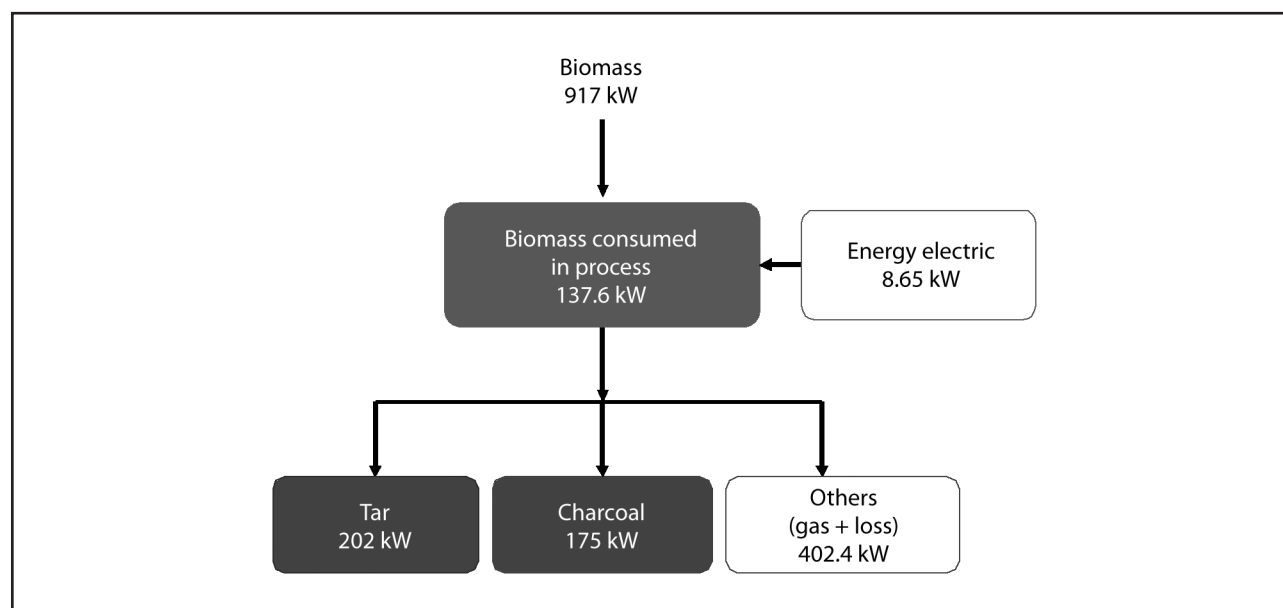 Biomass
917 kW
Biomass consumed
in process
137.6 kW
Energy electric
8.65 kW
Tar
202 kW
Charcoal
175 kW
Others
(gas + loss)
402.4 kW